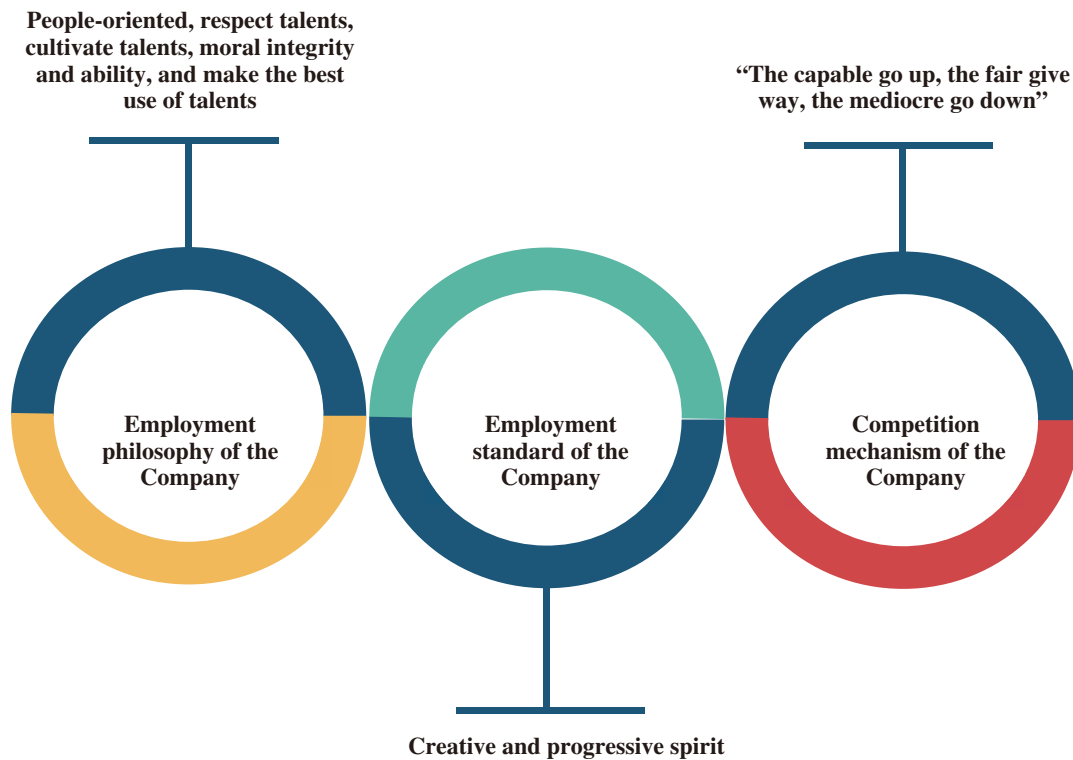 People-oriented, respect talents,
cultivate talents, moral integrity
and ability, and make the best
use of talents
“The capable go up, the fair give
way, the mediocre go down”
Employment
philosophy of the
Company
Employment
standard of the
Company
Competition
mechanism of the
Company
Creative and progressive spirit